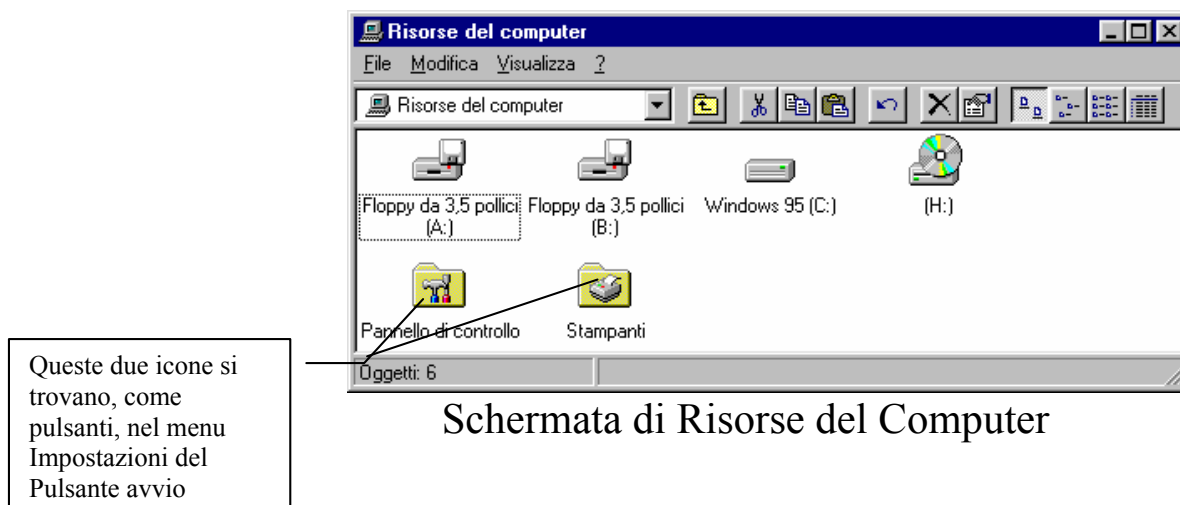 Risorse del computer
File Modifica Visualizza ?
Risorse del computer
Floppy da 3,5 pollici (A:)
Floppy da 3,5 pollici (B:)
Windows 95 (C:)
(H:)
Pannello di controllo
Stampanti
Oggetti: 6
Queste due icone si
trovano, come
pulsanti, nel menu
Impostazioni del
Pulsante avvio
Schermata di Risorse del Computer